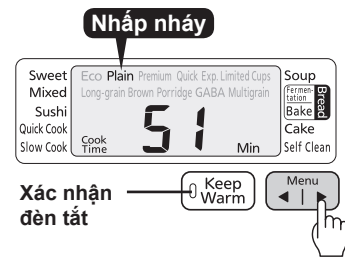 Nhấp nháy
Sweet
Mixed
Sushi
Quick Cook
Slow Cook
Eco Plain Premium Quick Exp. Limited Cups
Long-grain Brown Porridge GABA Multigrain
Cook Time
51
Min
Soup
Fermentation
Bake
Bread
Cake
Self Clean
Xác nhận đèn tắt
Keep Warm
Menu
◀ | ▶